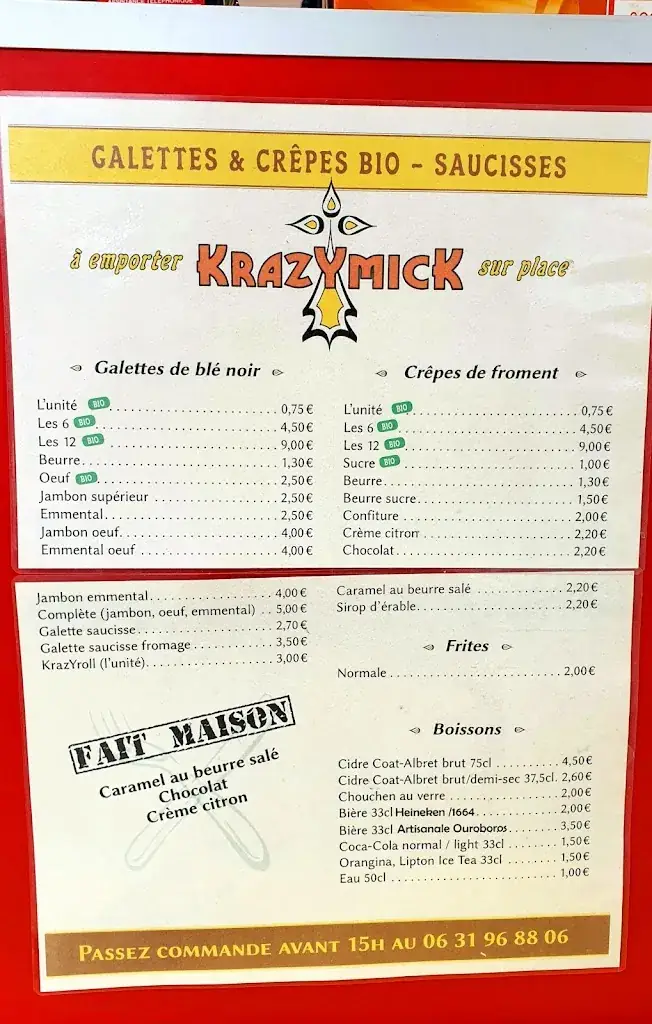 ASSISTANCE TÉLÉPHONIQUE
GALETTES & CRÊPES BIO - SAUCISSES
à emporter KRAZYMICK sur place
Galettes de blé noir
L'unité BIO 0,75€
Les 6 BIO 4,50€
Les 12 BIO 9,00€
Beurre 1,30€
Oeuf BIO 2,50€
Jambon supérieur 2,50€
Emmental 2,50€
Jambon oeuf 4,00€
Emmental oeuf 4,00€
Jambon emmental 4,00€
Complète (jambon, oeuf, emmental) 5,00€
Galette saucisse 2,70€
Galette saucisse fromage 3,50€
KrazYroll (l'unité) 3,00€
FAIT MAISON
Caramel au beurre salé
Chocolat
Crème citron
Crêpes de froment
L'unité BIO 0,75€
Les 6 BIO 4,50€
Les 12 BIO 9,00€
Sucre BIO 1,00€
Beurre 1,30€
Beurre sucre 1,50€
Confiture 2,00€
Crème citron 2,20€
Chocolat 2,20€
Caramel au beurre salé 2,20€
Sirop d'érable 2,20€
Frites
Normale 2,00€
Boissons
Cidre Coat-Albret brut 75cl 4,50€
Cidre Coat-Albret brut/demi-sec 37,5cl. 2,60€
Chouchen au verre 2,00€
Bière 33cl Heineken /1664 2,00€
Bière 33cl Artisanale Ouroboros 3,50€
Coca-Cola normal / light 33cl 1,50€
Orangina, Lipton Ice Tea 33cl 1,50€
Eau 50cl 1,00€
PASSEZ COMMANDE AVANT 15H AU 06 31 96 88 06